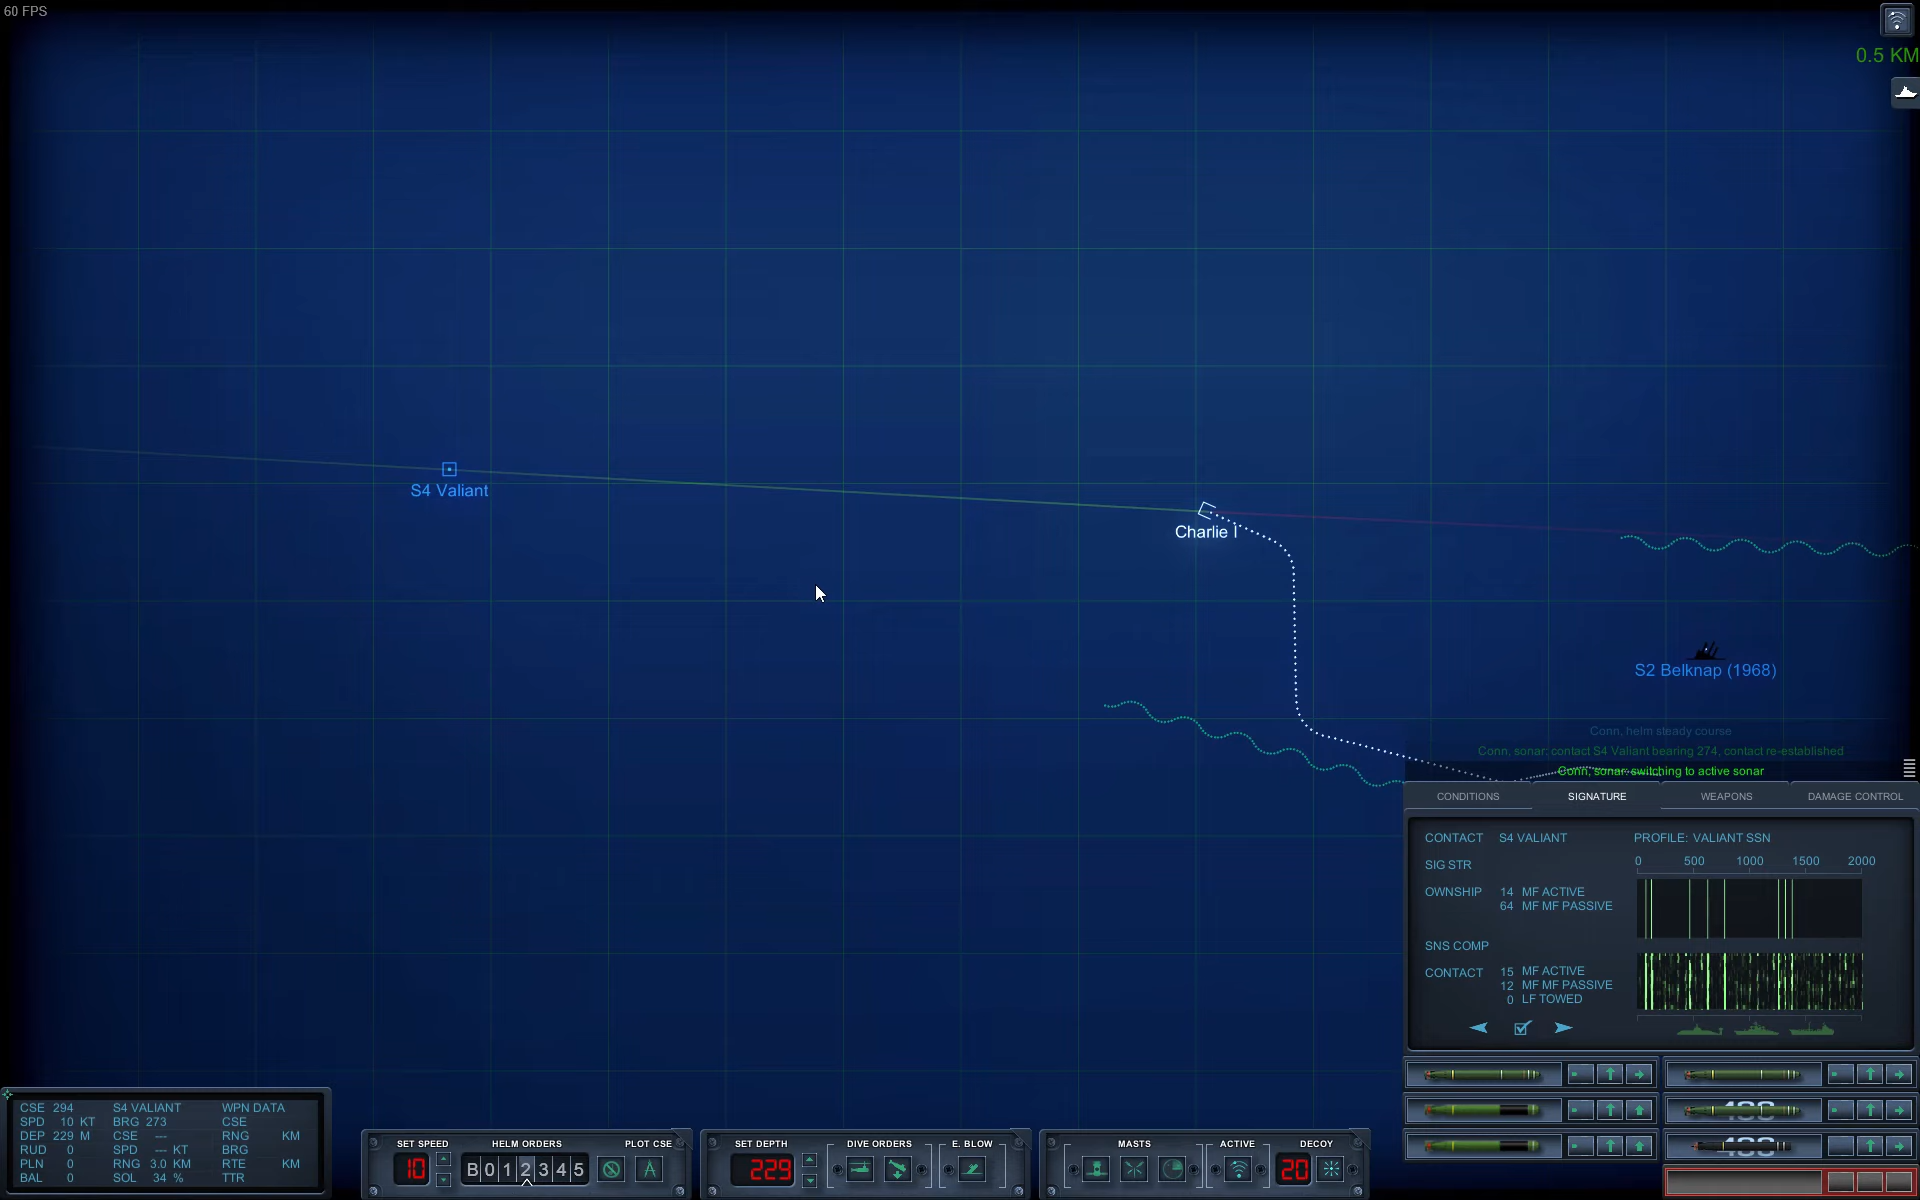 60 FPS
0.5 KM
S4 Valiant
Charlie I
S2 Belknap (1968)
Conn, helm steady course
Conn, sonar: contact S4 Valiant bearing 274, contact re-established
Conn, sonar: switching to active sonar
CONDITIONS SIGNATURE WEAPONS DAMAGE CONTROL
CONTACT S4 VALIANT PROFILE: VALIANT SSN
SIG STR 0 500 1000 1500 2000
OWNSHIP 14 MF ACTIVE
64 MF MF PASSIVE
SNS COMP
CONTACT 15 MF ACTIVE
12 MF MF PASSIVE
0 LF TOWED
CSE 294 S4 VALIANT WPN DATA
SPD 10 KT BRG 273 CSE
DEP 229 M CSE --- RNG KM
RUD 0 SPD --- KT BRG
PLN 0 RNG 3.0 KM RTE KM
BAL 0 SOL 34 % TTR
SET SPEED HELM ORDERS PLOT CSE
10 B 0 1 2 3 4 5
SET DEPTH DIVE ORDERS E. BLOW
229
MASTS ACTIVE DECOY
20